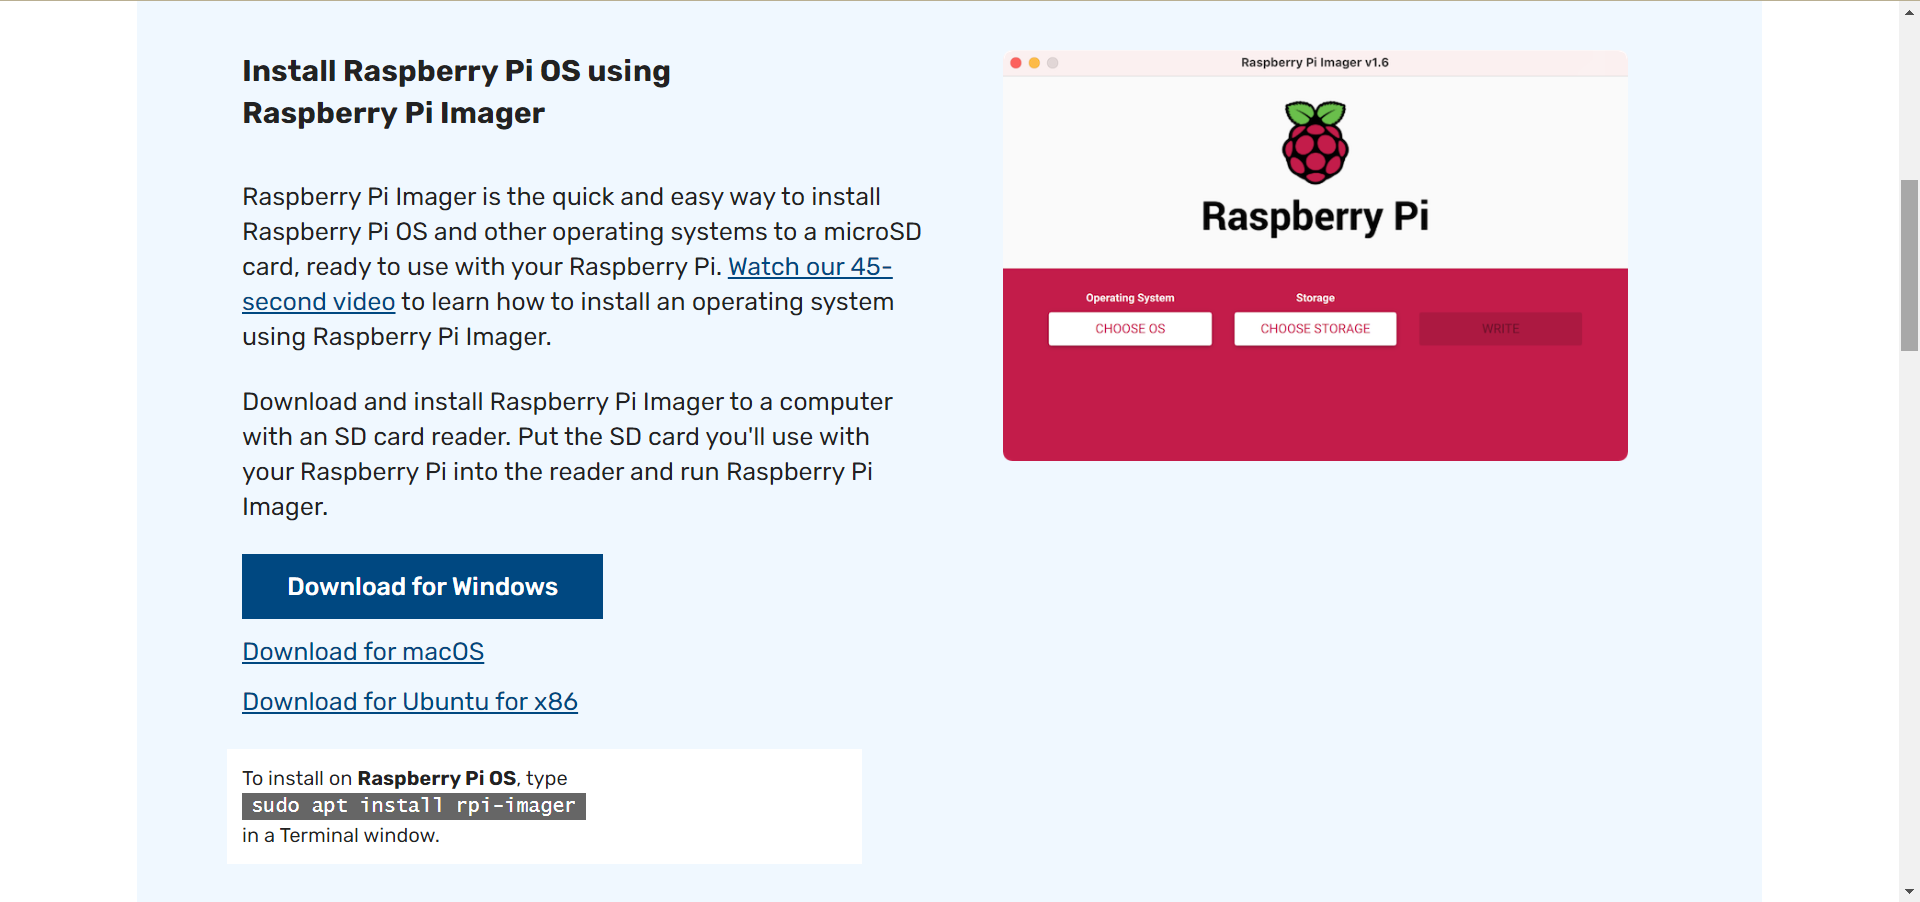 Install Raspberry Pi OS using
Raspberry Pi Imager
Raspberry Pi Imager is the quick and easy way to install
Raspberry Pi OS and other operating systems to a microSD
card, ready to use with your Raspberry Pi. Watch our 45-
second video to learn how to install an operating system
using Raspberry Pi Imager.
Download and install Raspberry Pi Imager to a computer
with an SD card reader. Put the SD card you'll use with
your Raspberry Pi into the reader and run Raspberry Pi
Imager.
Download for Windows
Download for macOS
Download for Ubuntu for x86
To install on Raspberry Pi OS, type
sudo apt install rpi-imager
in a Terminal window.
Raspberry Pi Imager v1.6
Raspberry Pi
Operating System Storage
CHOOSE OS CHOOSE STORAGE WRITE